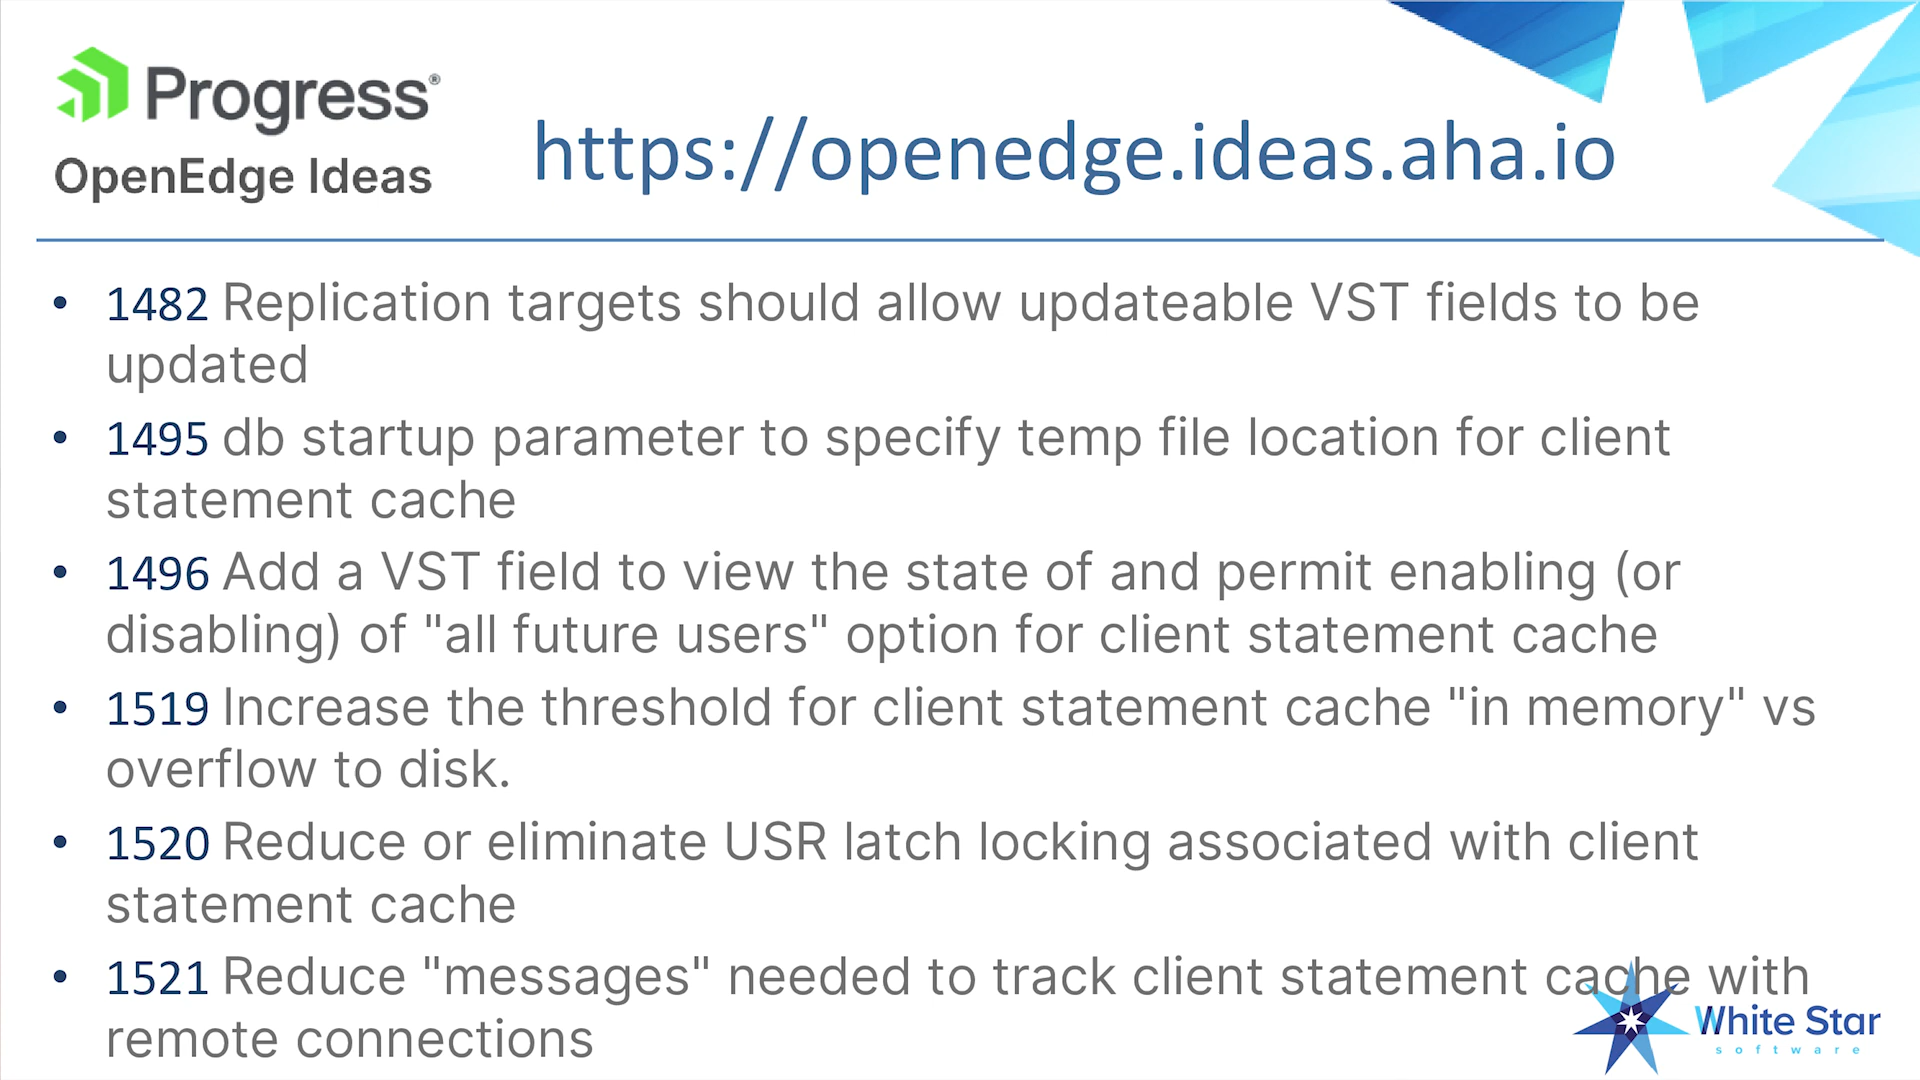 Progress®
OpenEdge Ideas
https://openedge.ideas.aha.io
• 1482 Replication targets should allow updateable VST fields to be
updated
• 1495 db startup parameter to specify temp file location for client
statement cache
• 1496 Add a VST field to view the state of and permit enabling (or
disabling) of "all future users" option for client statement cache
• 1519 Increase the threshold for client statement cache "in memory" vs
overflow to disk.
• 1520 Reduce or eliminate USR latch locking associated with client
statement cache
• 1521 Reduce "messages" needed to track client statement cache with
remote connections
White Star
software